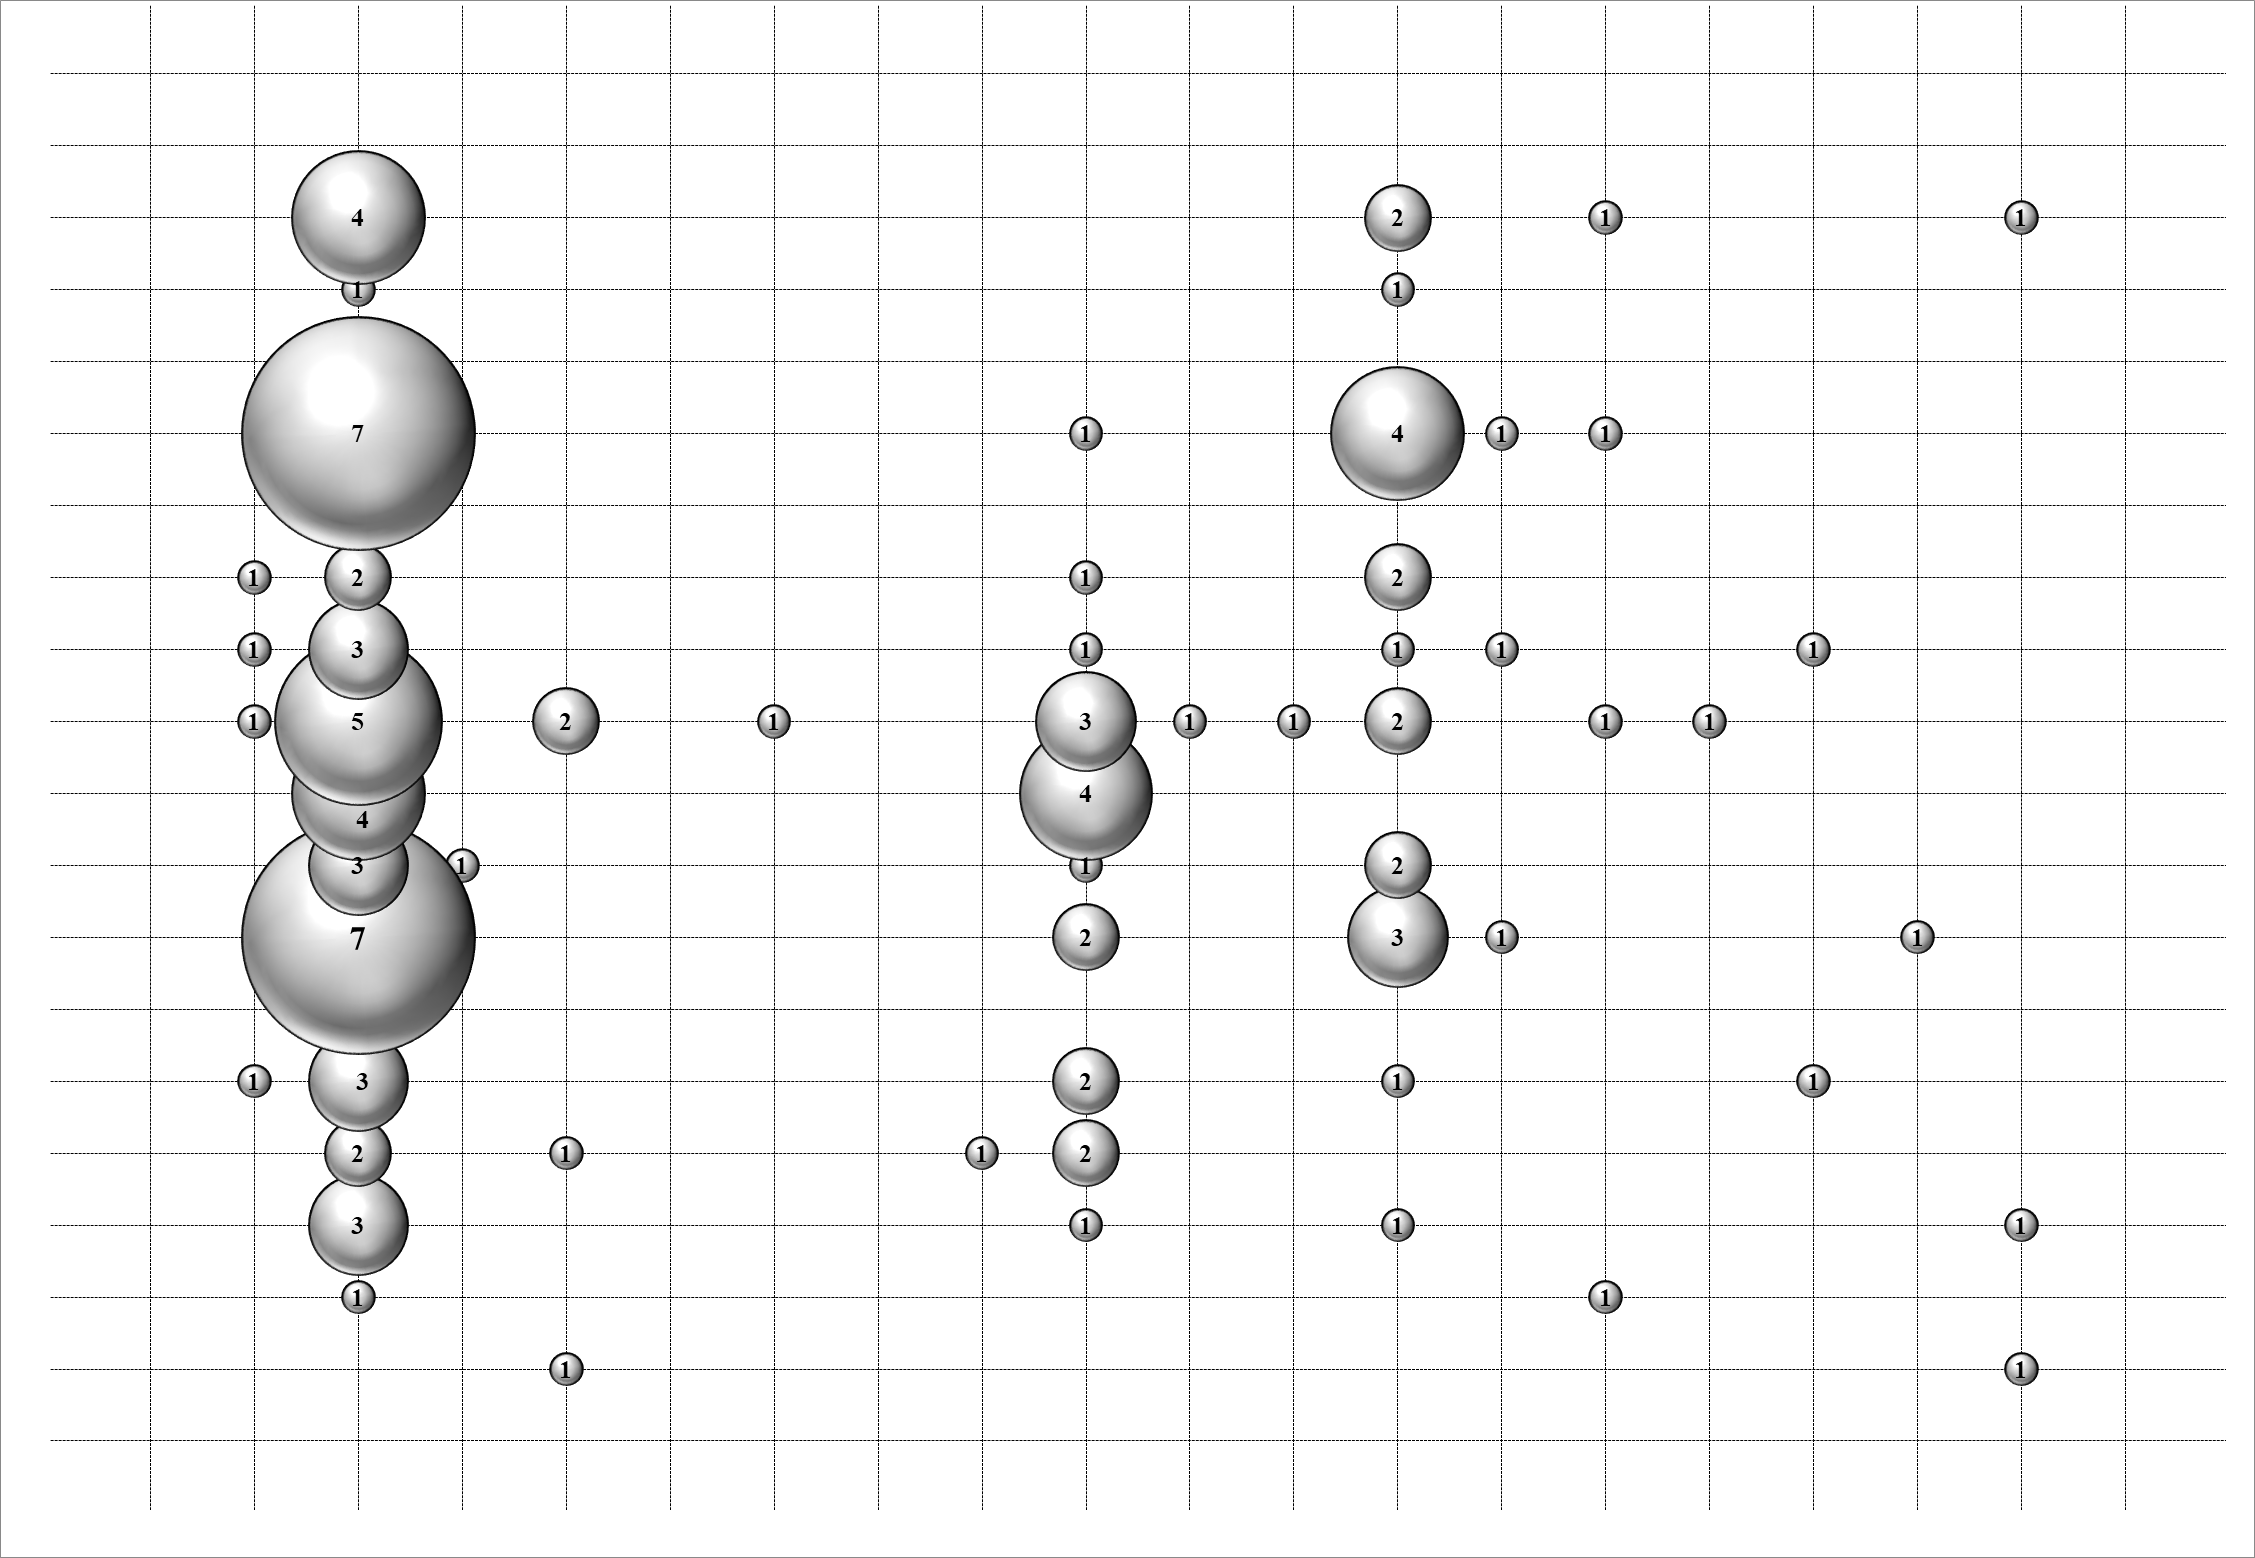 4 2 1 1
1 1
7 1 4 1 1
1 2 1 2
1 3 1 1 1 1
1 5 2 1 3 1 1 2 1 1
4 4
3 1 1 2
7 2 3 1 1
1 3 2 1 1
2 1 1 2
3 1 1 1
1 1
1 1